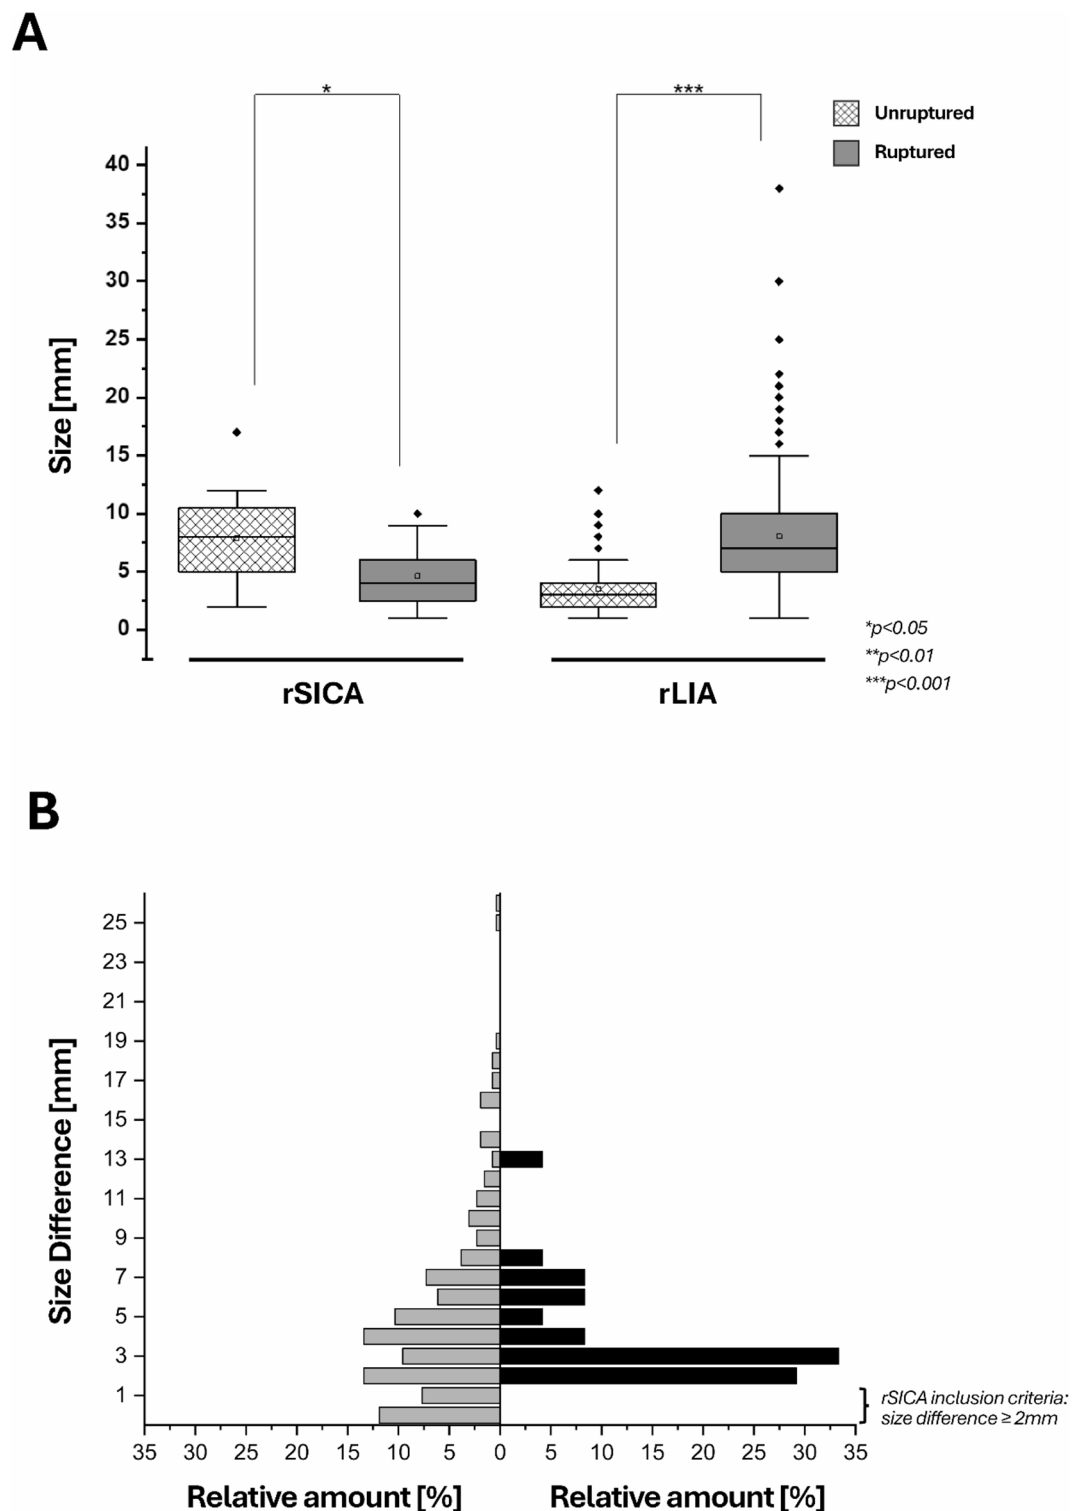 A
*
***
Unruptured
Ruptured
40
35
30
25
20
15
10
5
0
Size [mm]
*p<0.05
**p<0.01
***p<0.001
rSICA
rLIA
B
25
23
21
19
17
15
13
11
9
7
5
3
1
Size Difference [mm]
rSICA inclusion criteria:
size difference ≥ 2mm
35 30 25 20 15 10 5 0 5 10 15 20 25 30 35
Relative amount [%] Relative amount [%]